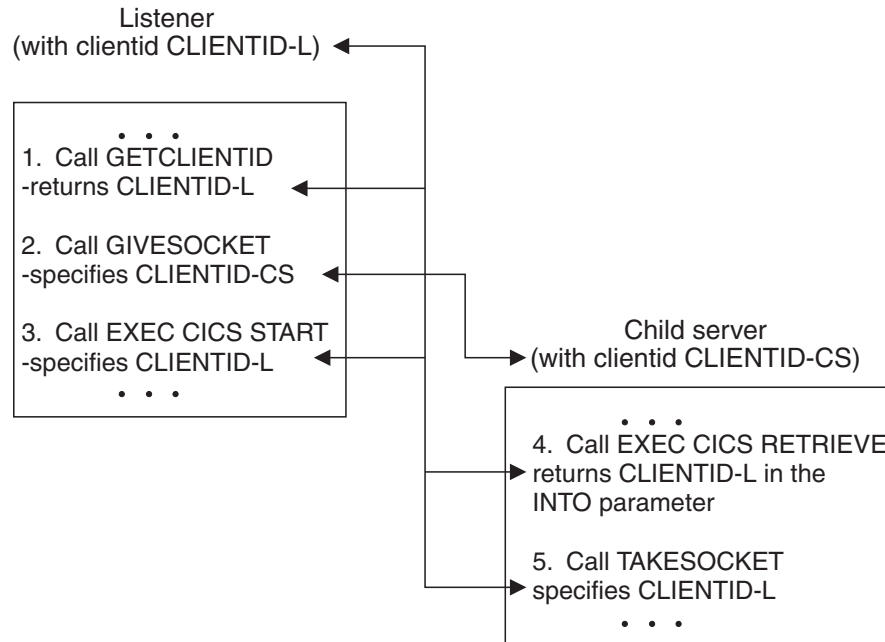 Listener
(with clientid CLIENTID-L)
• • •
1. Call GETCLIENTID
-returns CLIENTID-L
2. Call GIVESOCKET
-specifies CLIENTID-CS
3. Call EXEC CICS START
-specifies CLIENTID-L
• • •
Child server
(with clientid CLIENTID-CS)
• • •
4. Call EXEC CICS RETRIEVE
returns CLIENTID-L in the
INTO parameter
5. Call TAKESOCKET
specifies CLIENTID-L
• • •